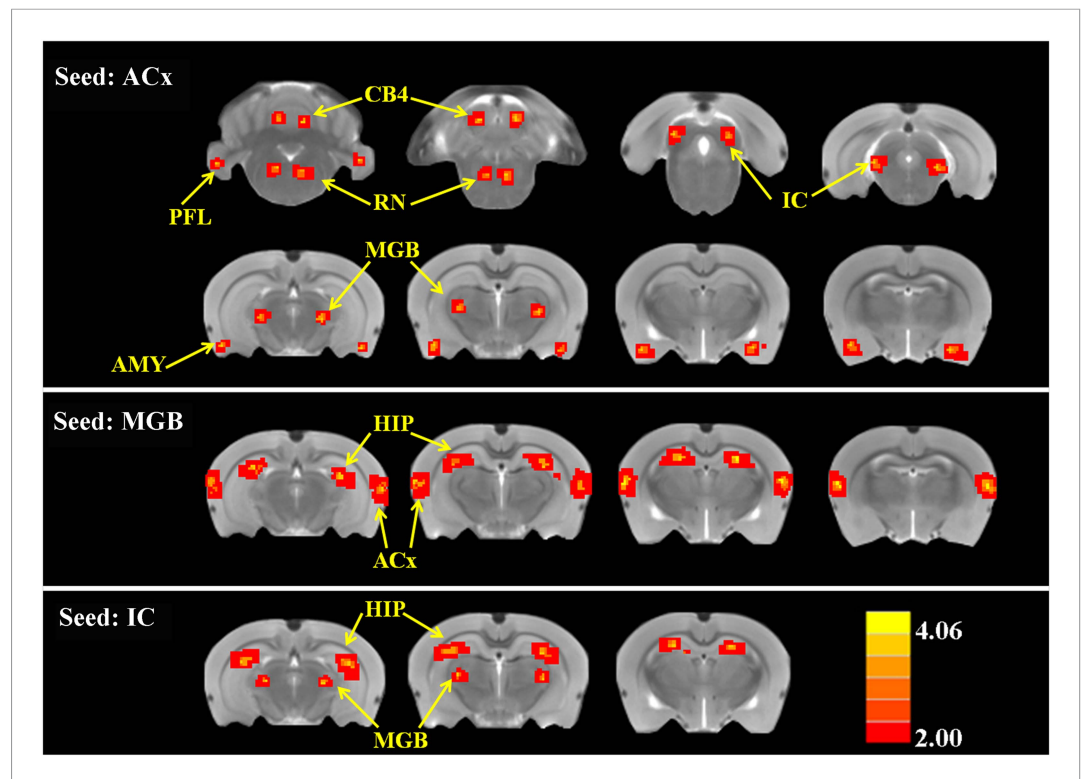 Seed: ACx
CB4
PFL
RN
IC
MGB
AMY
Seed: MGB
HIP
ACx
Seed: IC
HIP
MGB
4.06
2.00